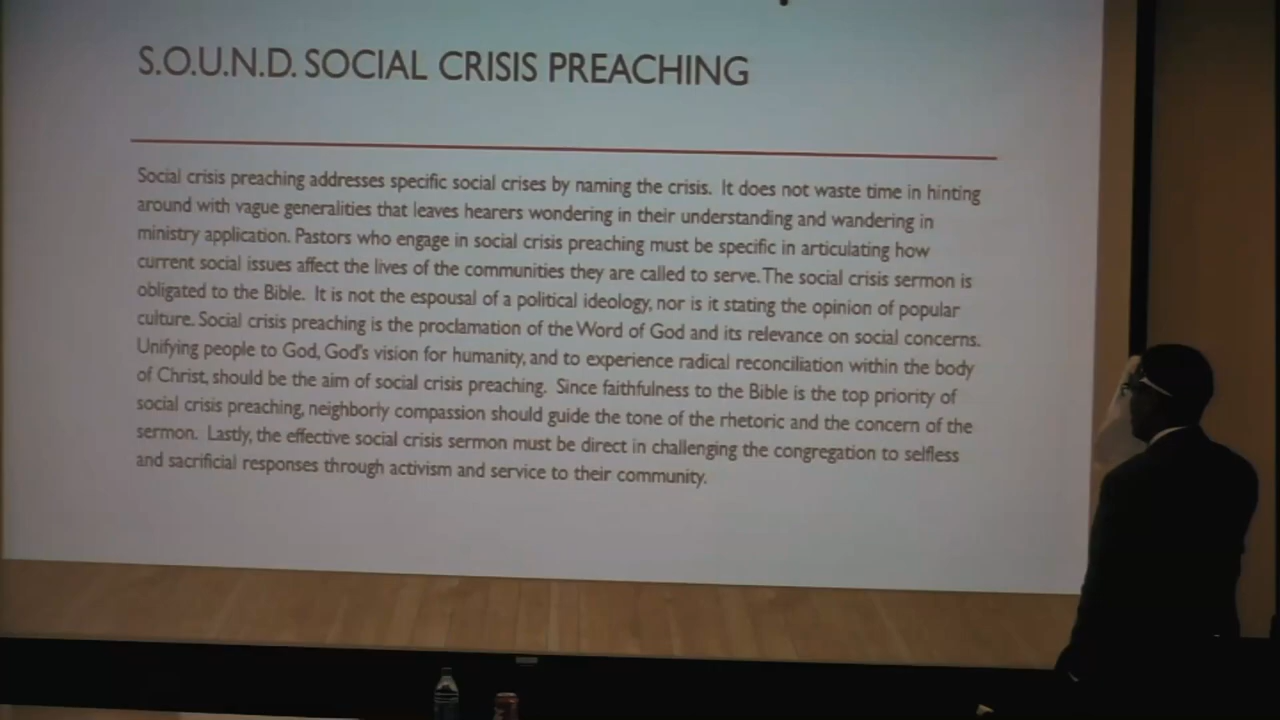 S.O.U.N.D. SOCIAL CRISIS PREACHING
Social crisis preaching addresses specific social crises by naming the crisis. It does not waste time in hinting
around with vague generalities that leaves hearers wondering in their understanding and wandering in
ministry application. Pastors who engage in social crisis preaching must be specific in articulating how
current social issues affect the lives of the communities they are called to serve. The social crisis sermon is
obligated to the Bible. It is not the espousal of a political ideology, nor is it stating the opinion of popular
culture. Social crisis preaching is the proclamation of the Word of God and its relevance on social concerns.
Unifying people to God, God's vision for humanity, and to experience radical reconciliation within the body
of Christ, should be the aim of social crisis preaching. Since faithfulness to the Bible is the top priority of
social crisis preaching, neighborly compassion should guide the tone of the rhetoric and the concern of the
sermon. Lastly, the effective social crisis sermon must be direct in challenging the congregation to selfless
and sacrificial responses through activism and service to their community.